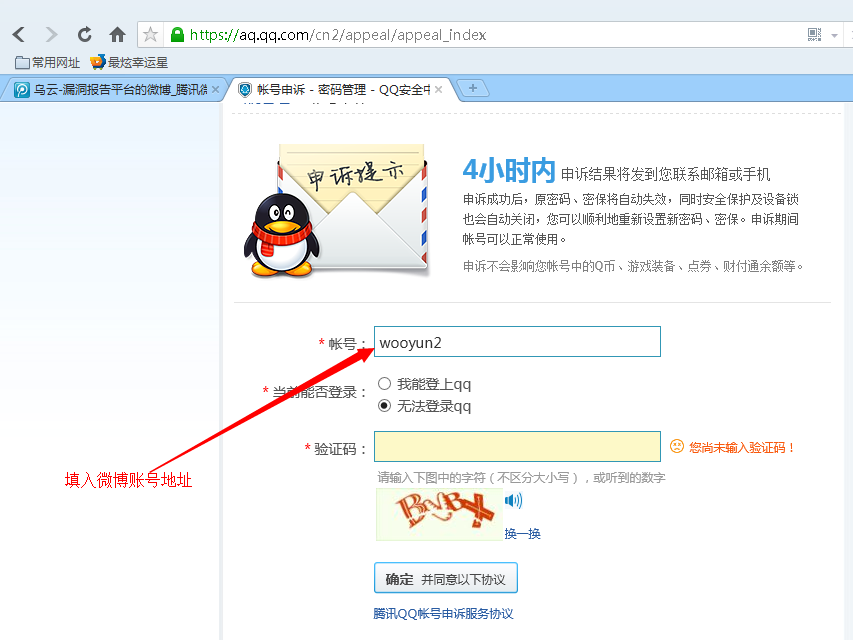 https://aq.qq.com/cn2/appeal/appeal_index
常用网址 最炫幸运星
乌云-漏洞报告平台的微博_腾讯微
帐号申诉 - 密码管理 - QQ安全中
申诉提示
4小时内 申诉结果将发到您联系邮箱或手机
申诉成功后，原密码、密保将自动失效，同时安全保护及设备锁
也会自动关闭，您可以顺利地重新设置新密码、密保。申诉期间
帐号可以正常使用。
申诉不会影响您帐号中的Q币、游戏装备、点券、财付通余额等。
* 帐号： wooyun2
* 当前能否登录： 我能登上qq
无法登录qq
* 验证码： 您尚未输入验证码！
填入微博账号地址
请输入下图中的字符（不区分大小写），或听到的数字
换一换
确定 并同意以下协议
腾讯QQ帐号申诉服务协议